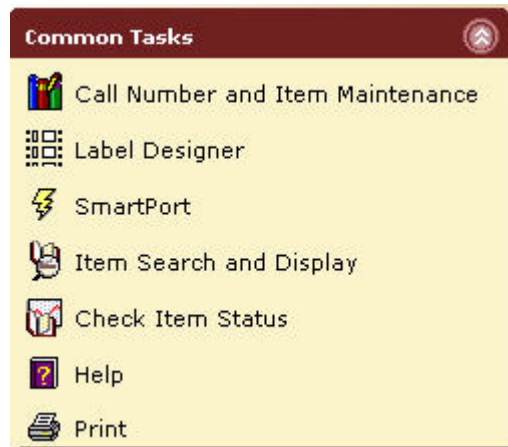 Common Tasks
Call Number and Item Maintenance
Label Designer
SmartPort
Item Search and Display
Check Item Status
Help
Print